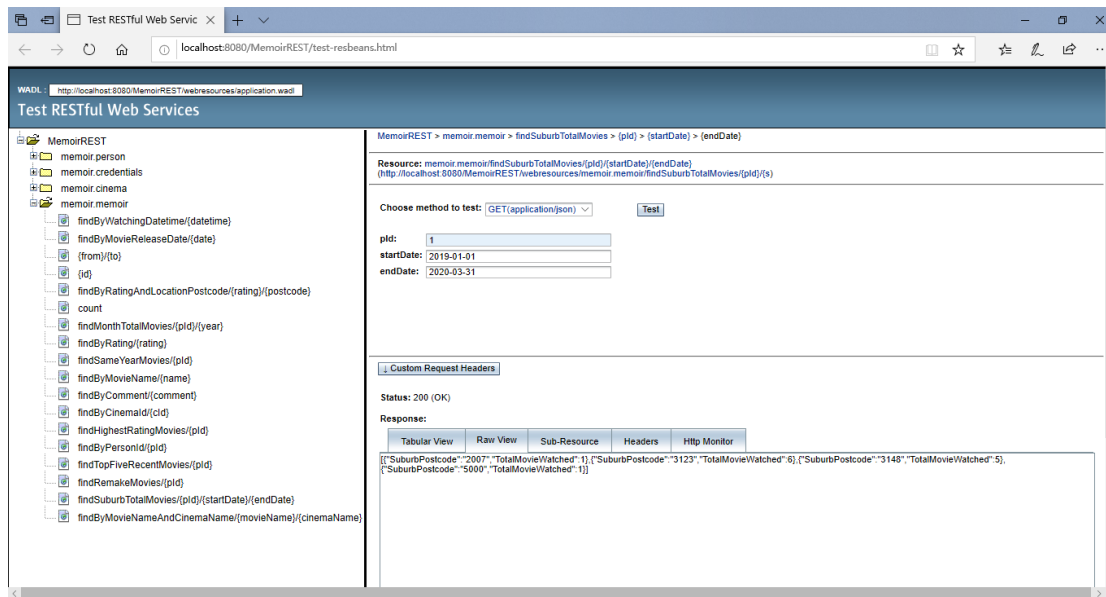 Test RESTful Web Servic
localhost:8080/MemoirREST/test-resbeans.html
WADL : http://localhost:8080/MemoirREST/webresources/application.wadl
Test RESTful Web Services
MemoirREST
memoir.person
memoir.credentials
memoir.cinema
memoir.memoir
findByWatchingDatetime/{datetime}
findByMovieReleaseDate/{date}
{from}/{to}
{id}
findByRatingAndLocationPostcode/{rating}/{postcode}
count
findMonthTotalMovies/{pId}/{year}
findByRating/{rating}
findSameYearMovies/{pId}
findByMovieName/{name}
findByComment/{comment}
findByCinemaId/{cId}
findHighestRatingMovies/{pId}
findByPersonId/{pId}
findTopFiveRecentMovies/{pId}
findRemakeMovies/{pId}
findSuburbTotalMovies/{pId}/{startDate}/{endDate}
findByMovieNameAndCinemaName/{movieName}/{cinemaName}
MemoirREST > memoir.memoir > findSuburbTotalMovies > {pId} > {startDate} > {endDate}
Resource: memoir.memoir/findSuburbTotalMovies/{pId}/{startDate}/{endDate}
(http://localhost:8080/MemoirREST/webresources/memoir.memoir/findSuburbTotalMovies/{pId}/{s)
Choose method to test: GET(application/json) Test
pId: 1
startDate: 2019-01-01
endDate: 2020-03-31
↓ Custom Request Headers
Status: 200 (OK)
Response:
Tabular View Raw View Sub-Resource Headers Http Monitor
[{"SuburbPostcode":"2007","TotalMovieWatched":1},{"SuburbPostcode":"3123","TotalMovieWatched":6},{"SuburbPostcode":"3148","TotalMovieWatched":5},
{"SuburbPostcode":"5000","TotalMovieWatched":1}]